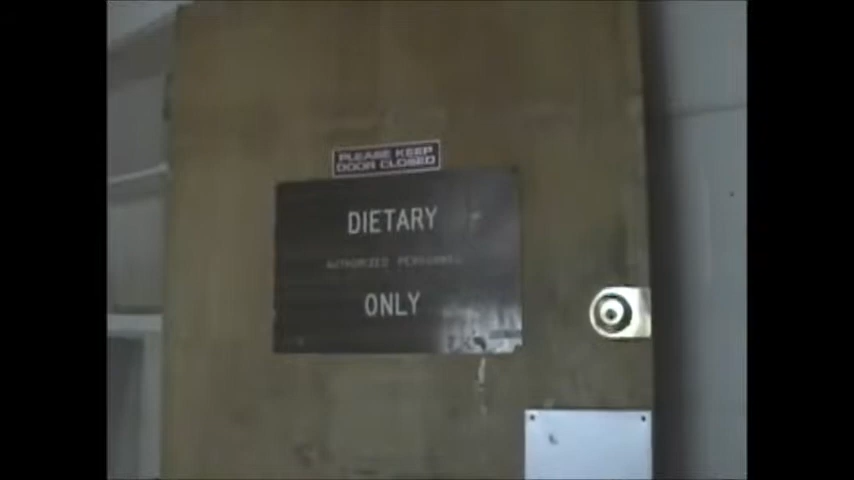 PLEASE KEEP
DOOR CLOSED
DIETARY
AUTHORIZED PERSONNEL
ONLY